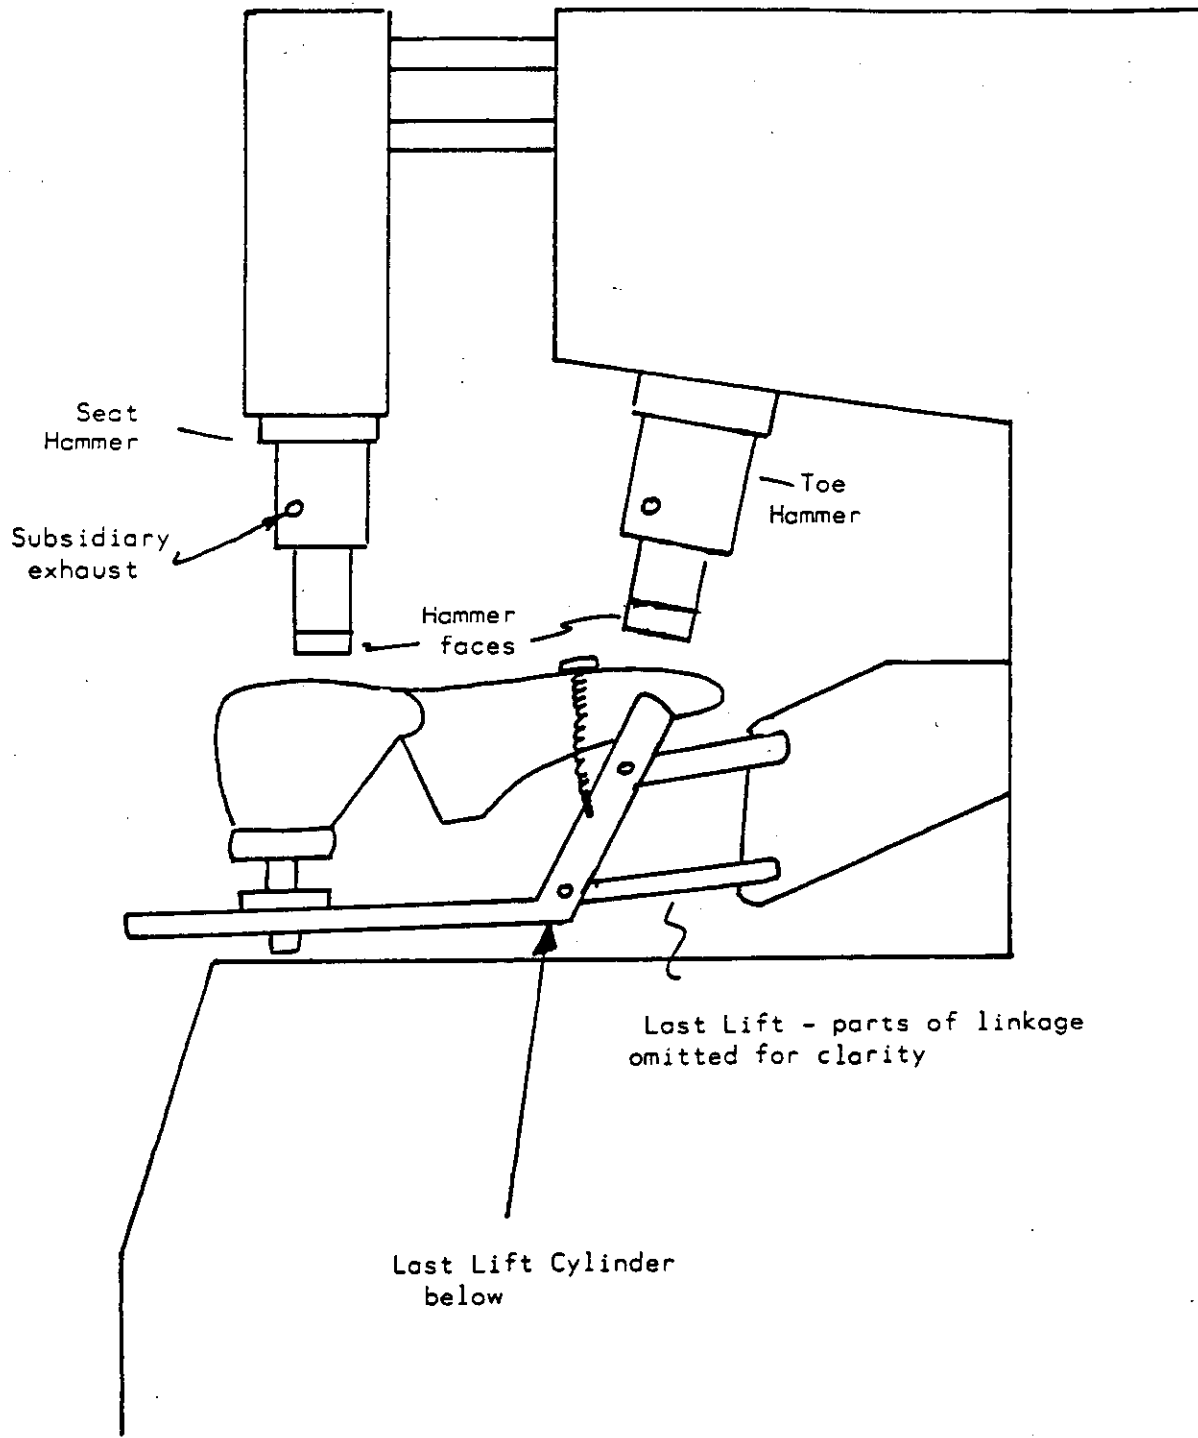 Seat
Hammer
Toe
Hammer
Subsidiary
exhaust
Hammer
faces
Last Lift - parts of linkage
omitted for clarity
Last Lift Cylinder
below